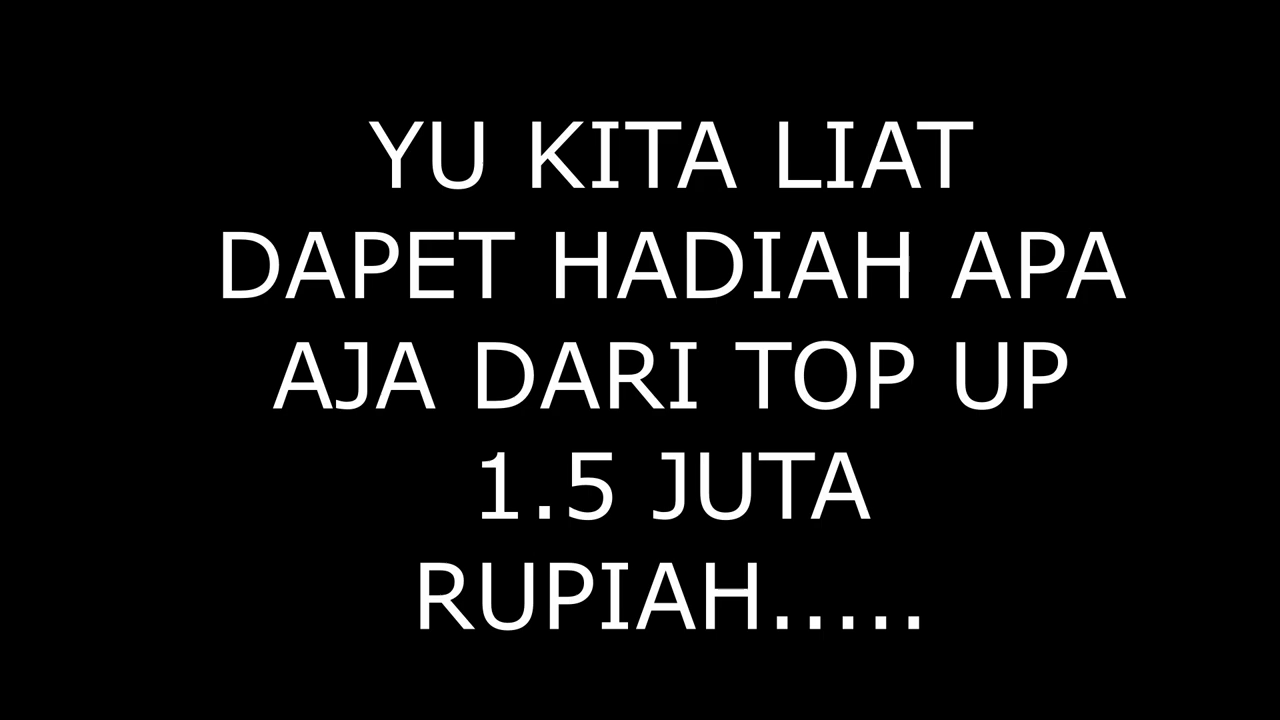 YU KITA LIAT
DAPET HADIAH APA
AJA DARI TOP UP
1.5 JUTA
RUPIAH.....